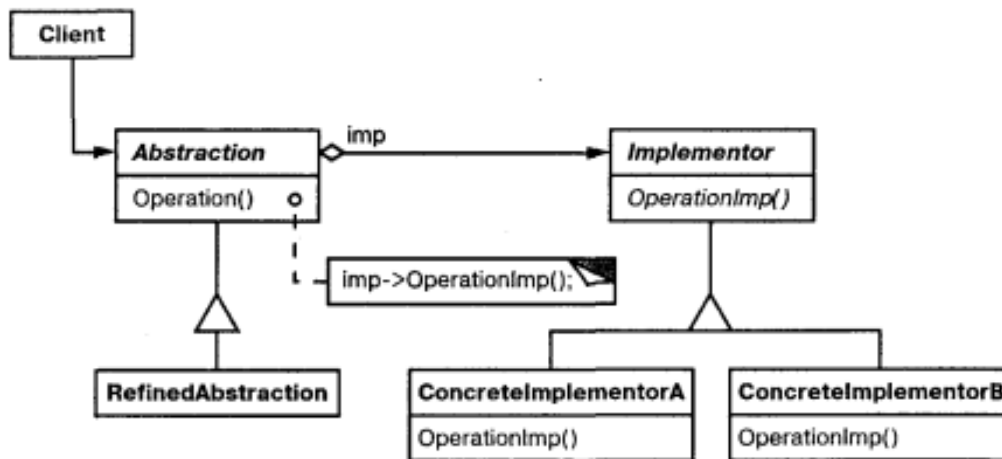 Client
imp
Abstraction
Implementor
Operation()
OperationImp()
imp->OperationImp();
RefinedAbstraction
ConcreteImplementorA
ConcreteImplementorB
OperationImp()
OperationImp()